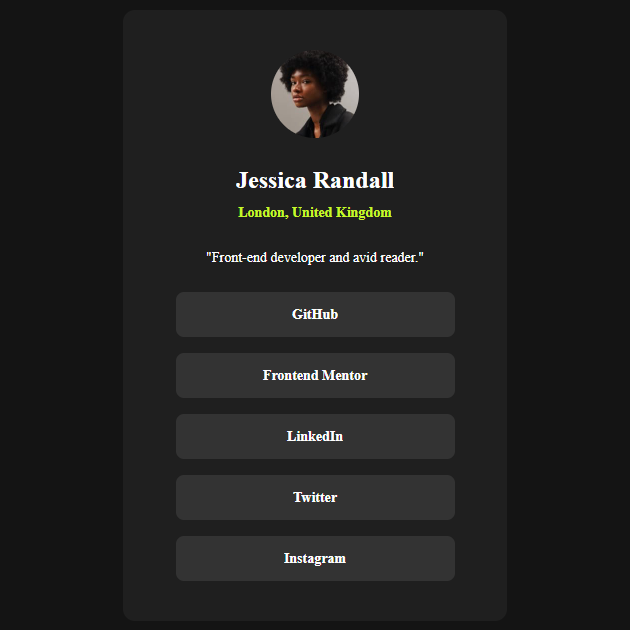 Jessica Randall
London, United Kingdom
"Front-end developer and avid reader."
GitHub
Frontend Mentor
LinkedIn
Twitter
Instagram